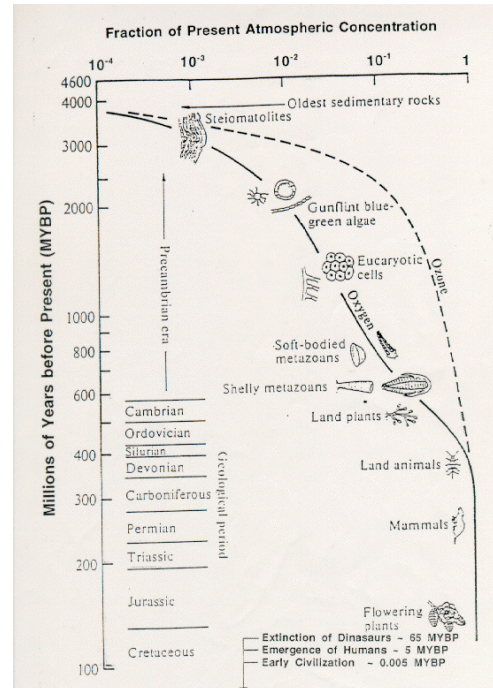 Fraction of Present Atmospheric Concentration
10-4 10-3 10-2 10-1 1
4600
4000
3000
2000
1000
800
600
400
300
200
100
Millions of Years before Present (MYBP)
Oldest sedimentary rocks
Steiomatolites
Gunflint blue-
green algae
Eucaryotic
cells
Ozone
Oxygen
Precambrian era
Soft-bodied
metazoans
Shelly metazoans
Land plants
Land animals
Mammals
Flowering
plants
Cambrian
Ordovician
Silurian
Devonian
Carboniferous
Permian
Triassic
Jurassic
Cretaceous
Geological period
Extinction of Dinasaurs ~ 65 MYBP
Emergence of Humans ~ 5 MYBP
Early Civilization ~ 0.005 MYBP